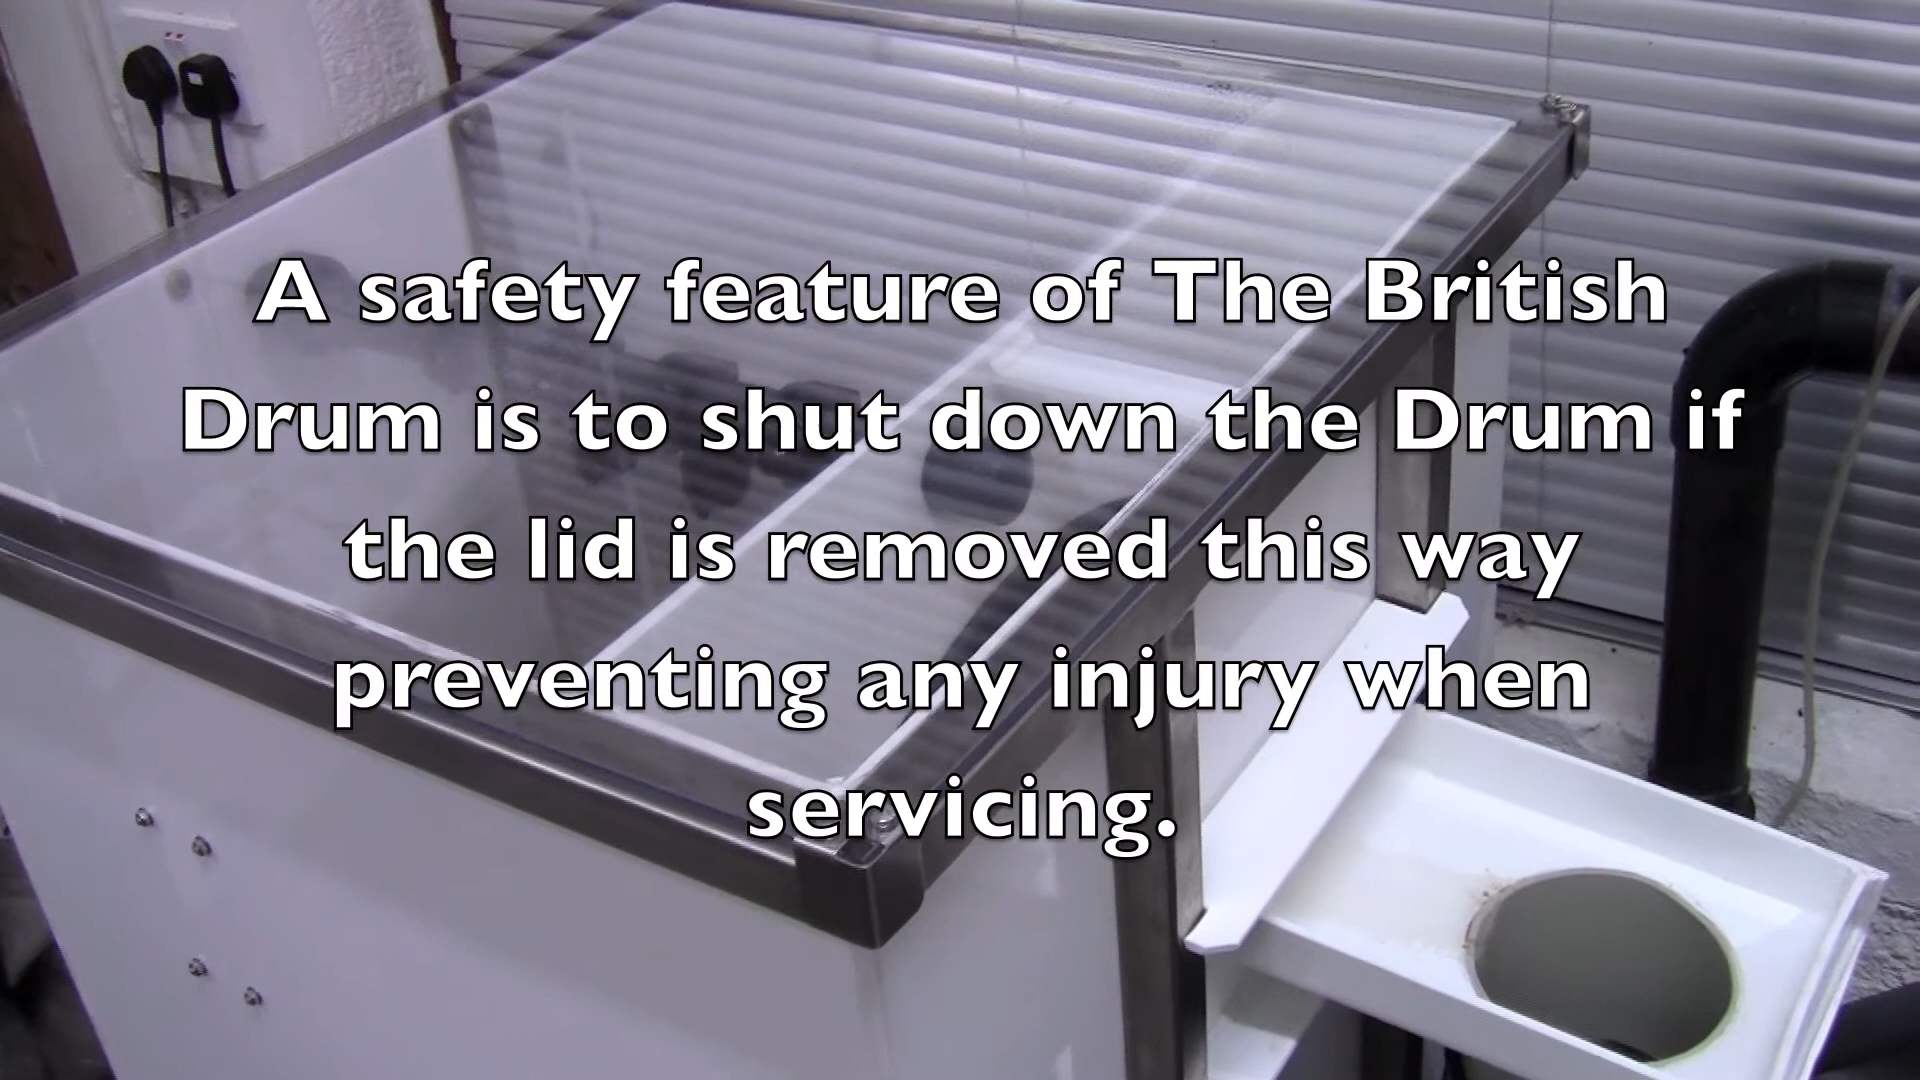 A safety feature of The British
Drum is to shut down the Drum if
the lid is removed this way
preventing any injury when
servicing.